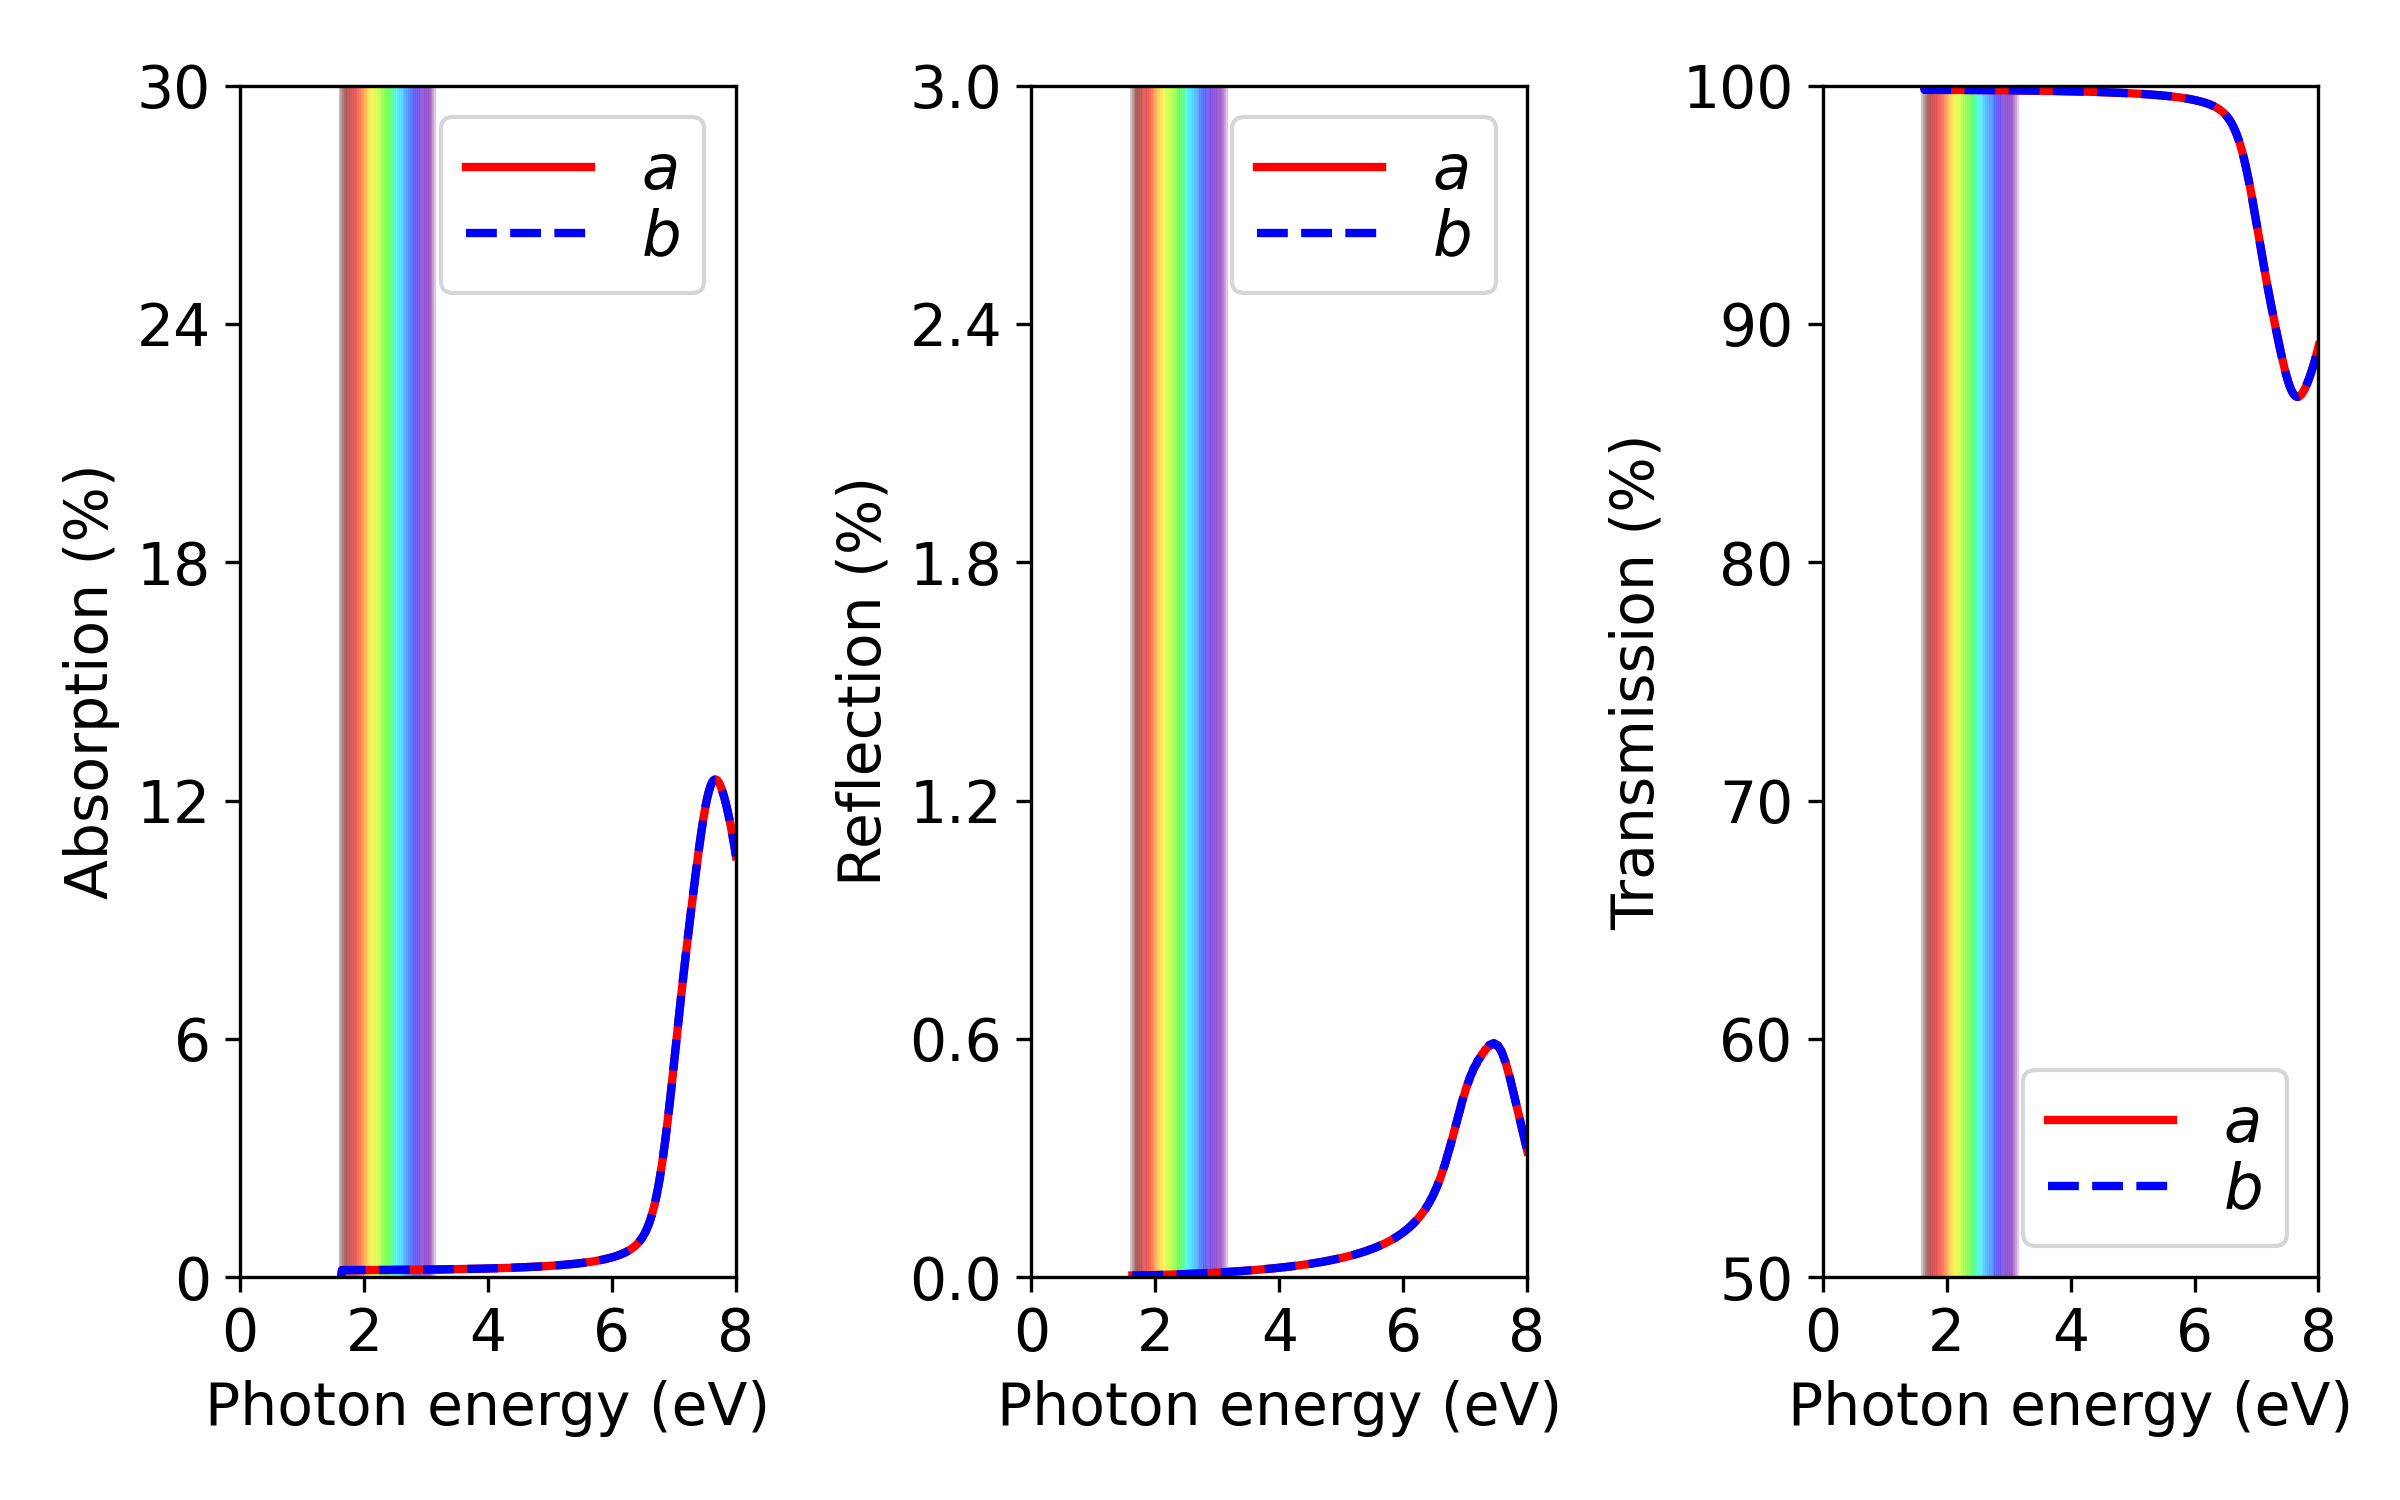 Absorption (%)
30
24
18
12
6
0
0 2 4 6 8
Photon energy (eV)
a
b
Reflection (%)
3.0
2.4
1.8
1.2
0.6
0.0
0 2 4 6 8
Photon energy (eV)
a
b
Transmission (%)
100
90
80
70
60
50
0 2 4 6 8
Photon energy (eV)
a
b